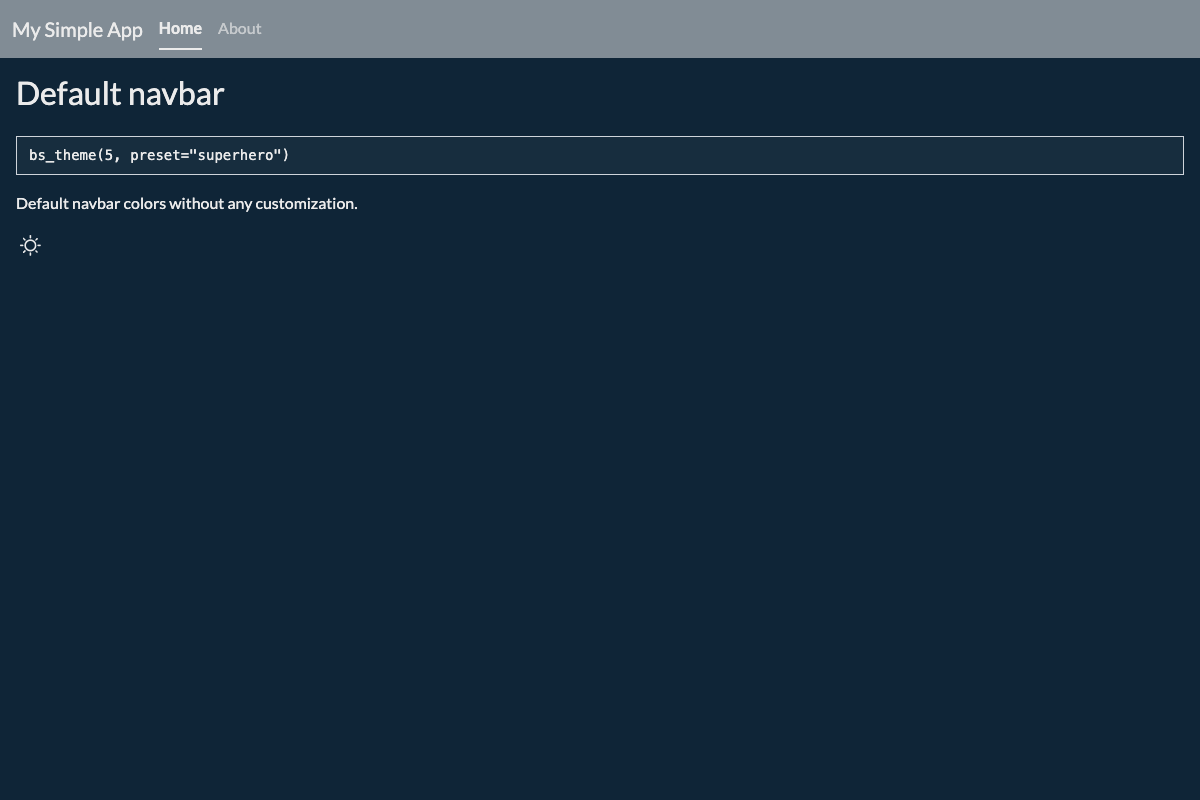 My Simple App Home About
Default navbar
bs_theme(5, preset="superhero")
Default navbar colors without any customization.